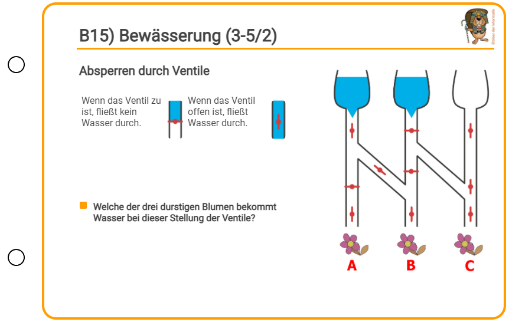 B15) Bewässerung (3-5/2)
Absperren durch Ventile
Wenn das Ventil zu
ist, fließt kein
Wasser durch.
Wenn das Ventil
offen ist, fließt
Wasser durch.
Welche der drei durstigen Blumen bekommt
Wasser bei dieser Stellung der Ventile?
A B C